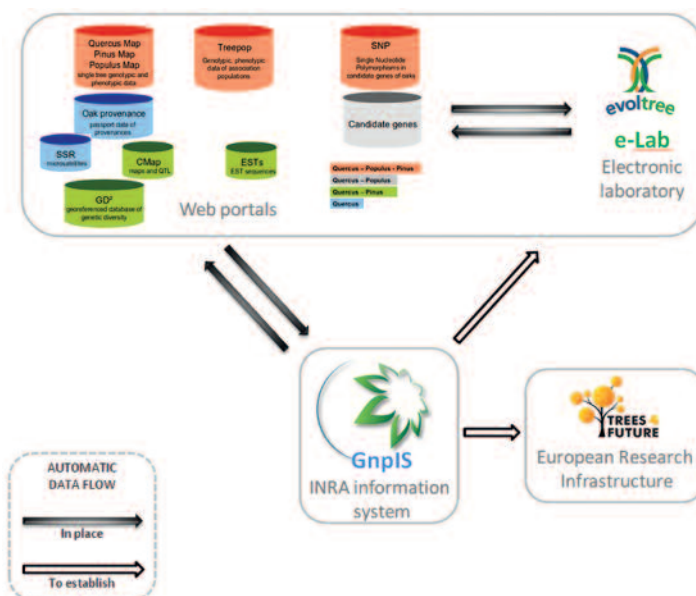 Quercus Map
Pinus Map
Populus Map
single tree genotypic and
phenotypic data
Treepop
Genotypic, phenotypic
data of association
populations
SNP
Single Nucleotide
Polymorphisms in
candidate genes of oaks
Oak provenance
passport data of
provenances
Candidate genes
SSR
microsatellites
CMap
maps and QTL
ESTs
EST sequences
GD²
georeferenced database of
genetic diversity
Web portals
Quercus – Populus - Pinus
Quercus – Populus
Quercus – Pinus
Quercus
evoltree
e-Lab
Electronic
laboratory
GnpIS
INRA information
system
TREES
FUTURE
European Research
Infrastructure
AUTOMATIC
DATA FLOW
In place
To establish